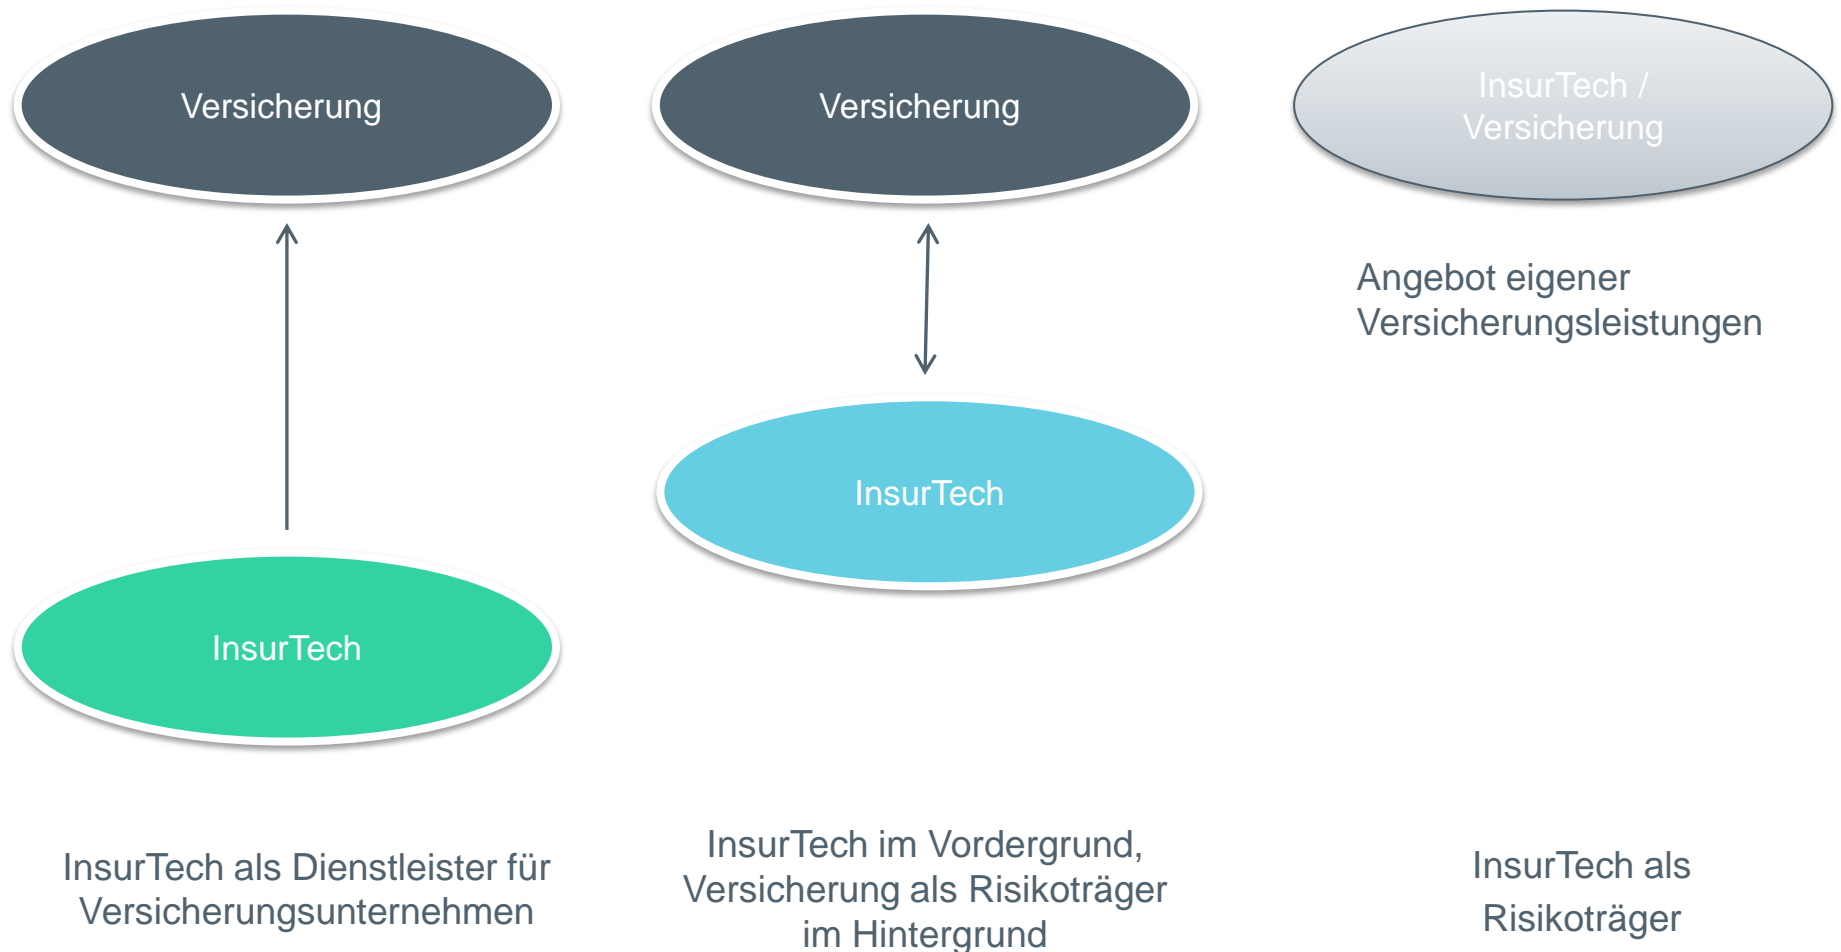 Versicherung
Versicherung
InsurTech /
Versicherung
Angebot eigener
Versicherungsleistungen
InsurTech
InsurTech
InsurTech als Dienstleister für
Versicherungsunternehmen
InsurTech im Vordergrund,
Versicherung als Risikoträger
im Hintergrund
InsurTech als
Risikoträger